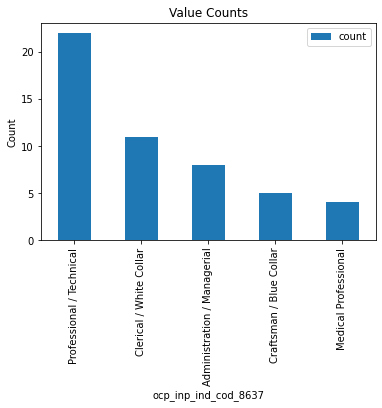 Value Counts
count
Count
20
15
10
5
0
Professional / Technical
Clerical / White Collar
Administration / Managerial
Craftsman / Blue Collar
Medical Professional
ocp_inp_ind_cod_8637